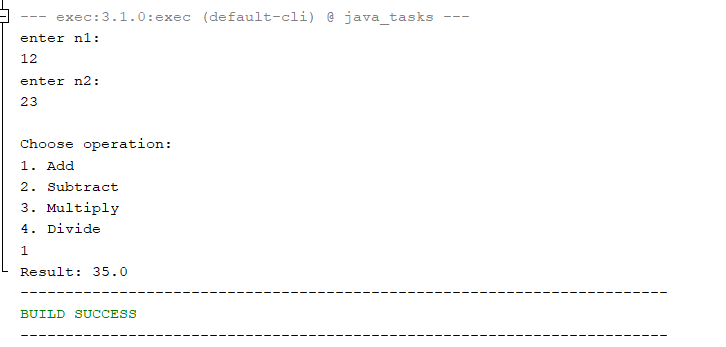 --- exec:3.1.0:exec (default-cli) @ java_tasks ---
enter n1:
12
enter n2:
23
Choose operation:
1. Add
2. Subtract
3. Multiply
4. Divide
1
Result: 35.0
------------------------------------------------------------------------
BUILD SUCCESS
------------------------------------------------------------------------